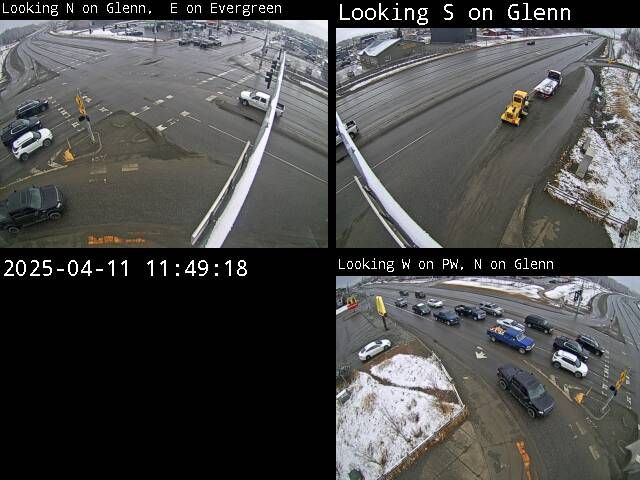 Looking N on Glenn,  E on Evergreen
Looking S on Glenn
2025-04-11 11:49:18
Looking W on PW, N on Glenn